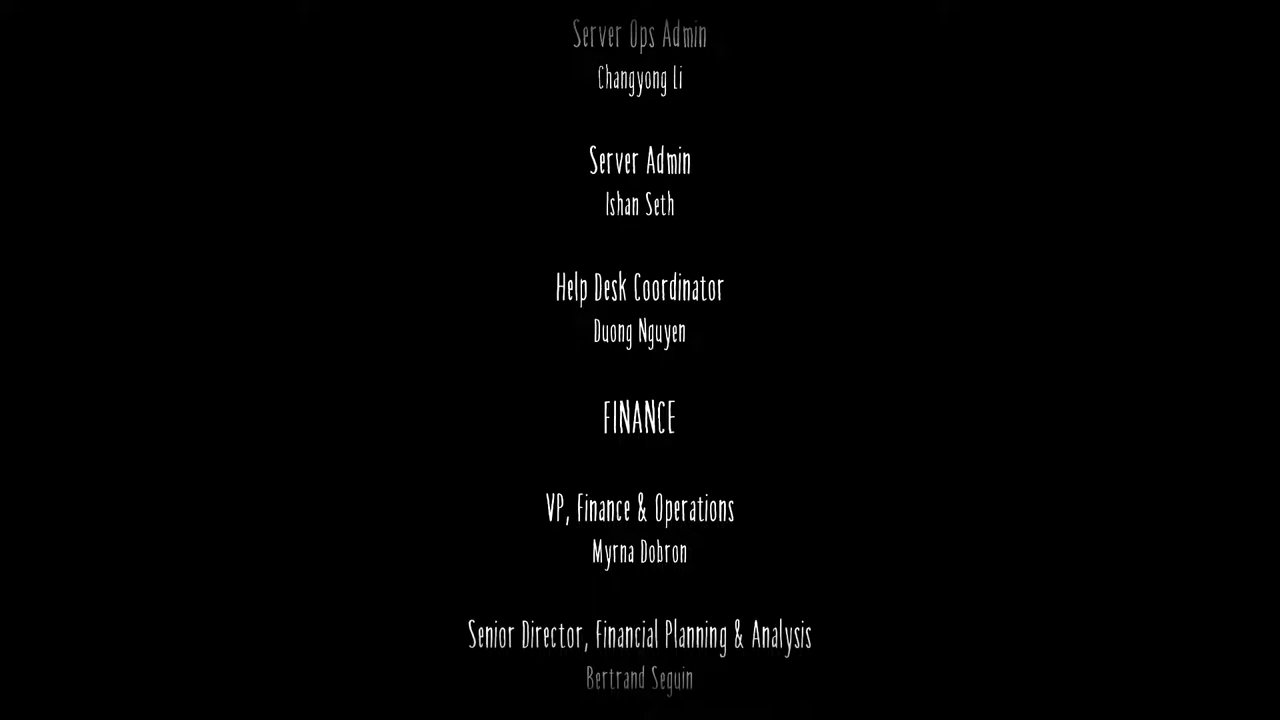 Server Ops Admin
Changyong Li
Server Admin
Ishan Seth
Help Desk Coordinator
Duong Nguyen
FINANCE
VP, Finance & Operations
Myrna Dobron
Senior Director, Financial Planning & Analysis
Bertrand Seguin